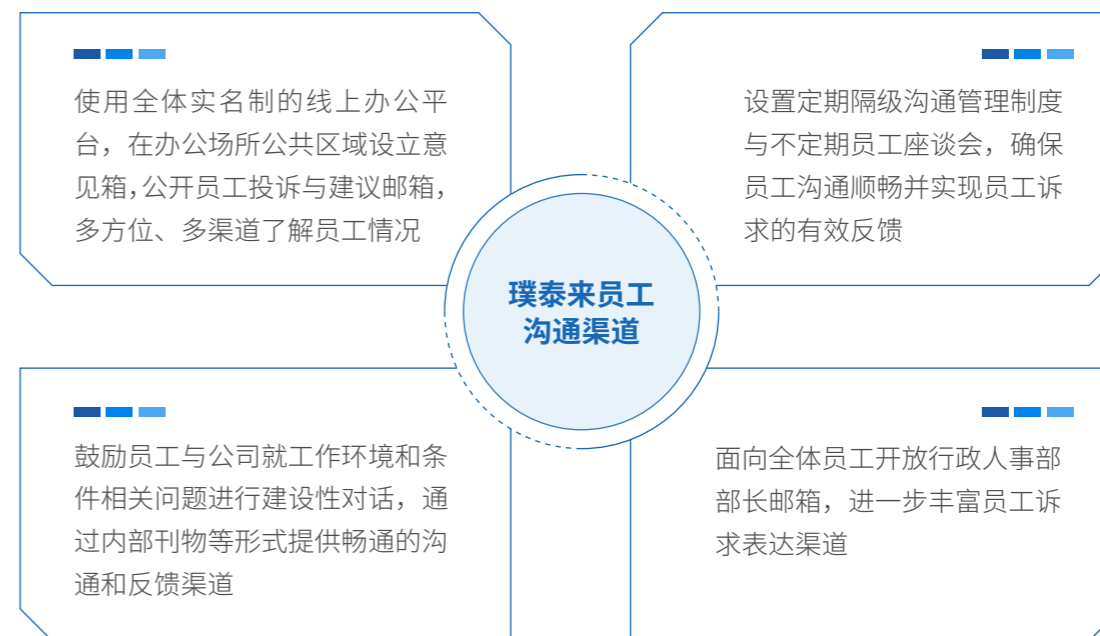 使用全体实名制的线上办公平
台，在办公场所公共区域设立意
见箱，公开员工投诉与建议邮箱，
多方位、多渠道了解员工情况
设置定期隔级沟通管理制度
与不定期员工座谈会，确保
员工沟通顺畅并实现员工诉
求的有效反馈
璞泰来员工
沟通渠道
鼓励员工与公司就工作环境和条
件相关问题进行建设性对话，通
过内部刊物等形式提供畅通的沟
通和反馈渠道
面向全体员工开放行政人事部
部长邮箱，进一步丰富员工诉
求表达渠道